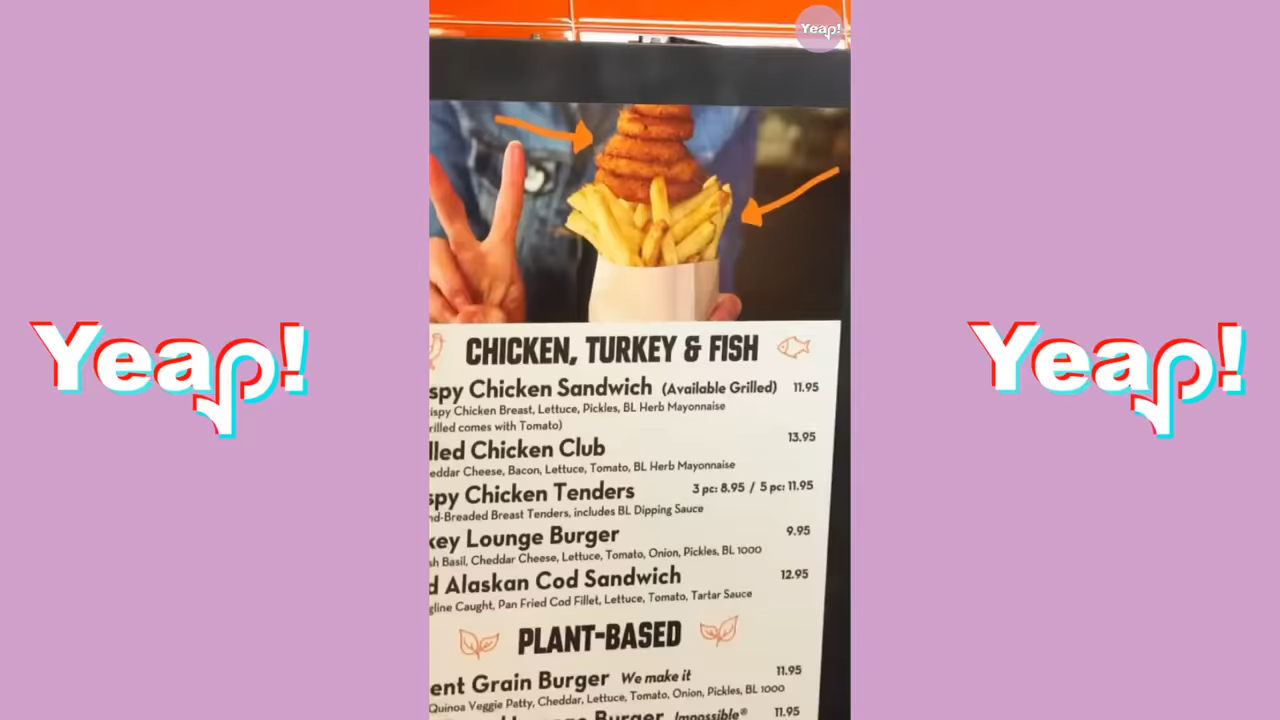 Yeap!
Yeap!
Yeap!
CHICKEN, TURKEY & FISH
spy Chicken Sandwich (Available Grilled) 11.95
ispy Chicken Breast, Lettuce, Pickles, BL Herb Mayonnaise
rilled comes with Tomato)
lled Chicken Club 13.95
eddar Cheese, Bacon, Lettuce, Tomato, BL Herb Mayonnaise
spy Chicken Tenders 3 pc: 8.95 / 5 pc: 11.95
nd-Breaded Breast Tenders, includes BL Dipping Sauce
key Lounge Burger 9.95
sh Basil, Cheddar Cheese, Lettuce, Tomato, Onion, Pickles, BL 1000
d Alaskan Cod Sandwich 12.95
gline Caught, Pan Fried Cod Fillet, Lettuce, Tomato, Tartar Sauce
PLANT-BASED
ent Grain Burger We make it 11.95
Quinoa Veggie Patty, Cheddar, Lettuce, Tomato, Onion, Pickles, BL 1000
Burger Impossible® 11.95